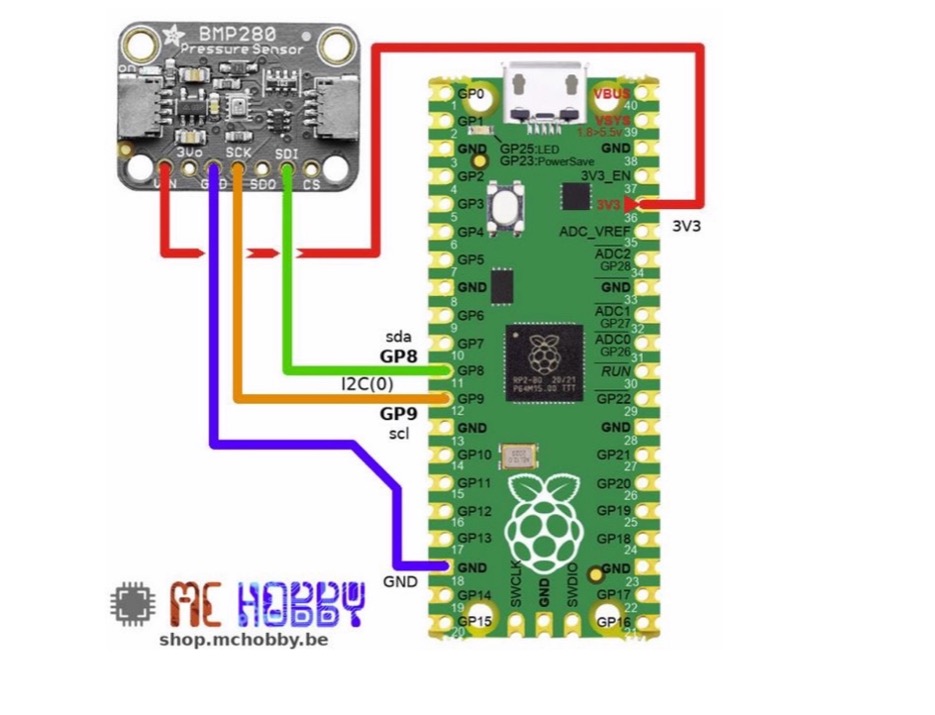 BMP280
Pressure Sensor
on
3Vo
SCK
SDI
VIN
GND
SDO
CS
3V3
sda
GP8
I2C(0)
GP9
scl
GND
GP0
1
GP1
2
GND
3
GP2
4
GP3
5
GP4
6
GP5
7
GND
8
GP6
9
GP7
10
GP8
11
GP9
12
GND
13
GP10
14
GP11
15
GP12
16
GP13
17
GND
18
GP14
19
GP15
20
GP25:LED
GP23:PowerSave
RP2-B0 20/21
P64M15.00 TTT
SWCLK
GND
SWDIO
VBUS
40
VSYS
1.8>5.5v
39
GND
38
3V3_EN
37
3V3
36
ADC_VREF
35
ADC2
GP28
34
GND
33
ADC1
GP27
32
ADC0
GP26
31
RUN
30
GP22
29
GND
28
GP21
27
GP20
26
GP19
25
GP18
24
GND
23
GP17
22
GP16
21
MC HOBBY
shop.mchobby.be